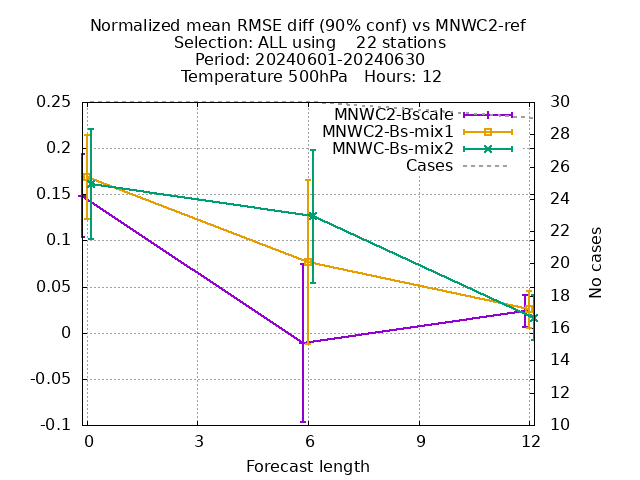 Normalized mean RMSE diff (90% conf) vs MNWC2-ref
Selection: ALL using    22 stations
Period: 20240601-20240630
Temperature 500hPa   Hours: 12
MNWC2-Bscale
MNWC2-Bs-mix1
MNWC-Bs-mix2
Cases
0.25
0.2
0.15
0.1
0.05
0
-0.05
-0.1
30
28
26
24
22
20
18
16
14
12
10
No cases
0
3
6
9
12
Forecast length